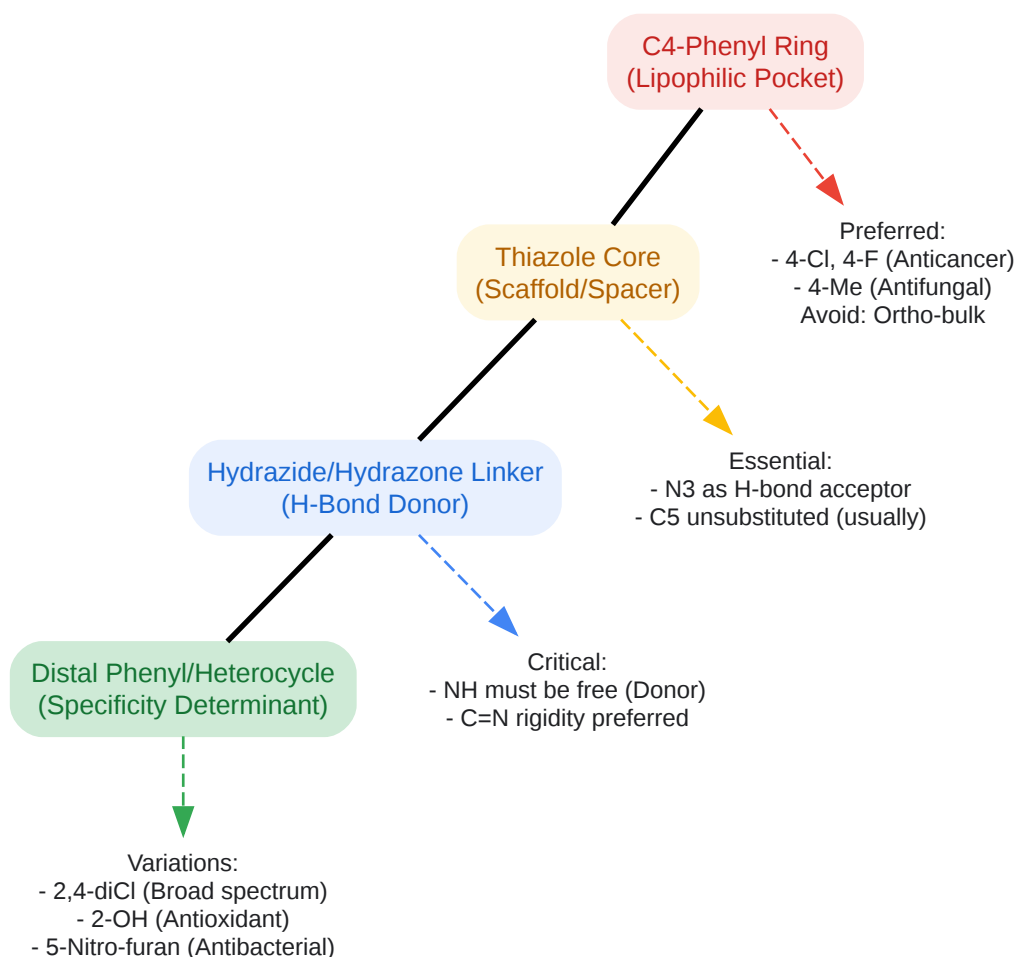 C4-Phenyl Ring
(Lipophilic Pocket)
Preferred:
- 4-Cl, 4-F (Anticancer)
- 4-Me (Antifungal)
Avoid: Ortho-bulk
Thiazole Core
(Scaffold/Spacer)
Essential:
- N3 as H-bond acceptor
- C5 unsubstituted (usually)
Hydrazide/Hydrazone Linker
(H-Bond Donor)
Critical:
- NH must be free (Donor)
- C=N rigidity preferred
Distal Phenyl/Heterocycle
(Specificity Determinant)
Variations:
- 2,4-diCl (Broad spectrum)
- 2-OH (Antioxidant)
- 5-Nitro-furan (Antibacterial)